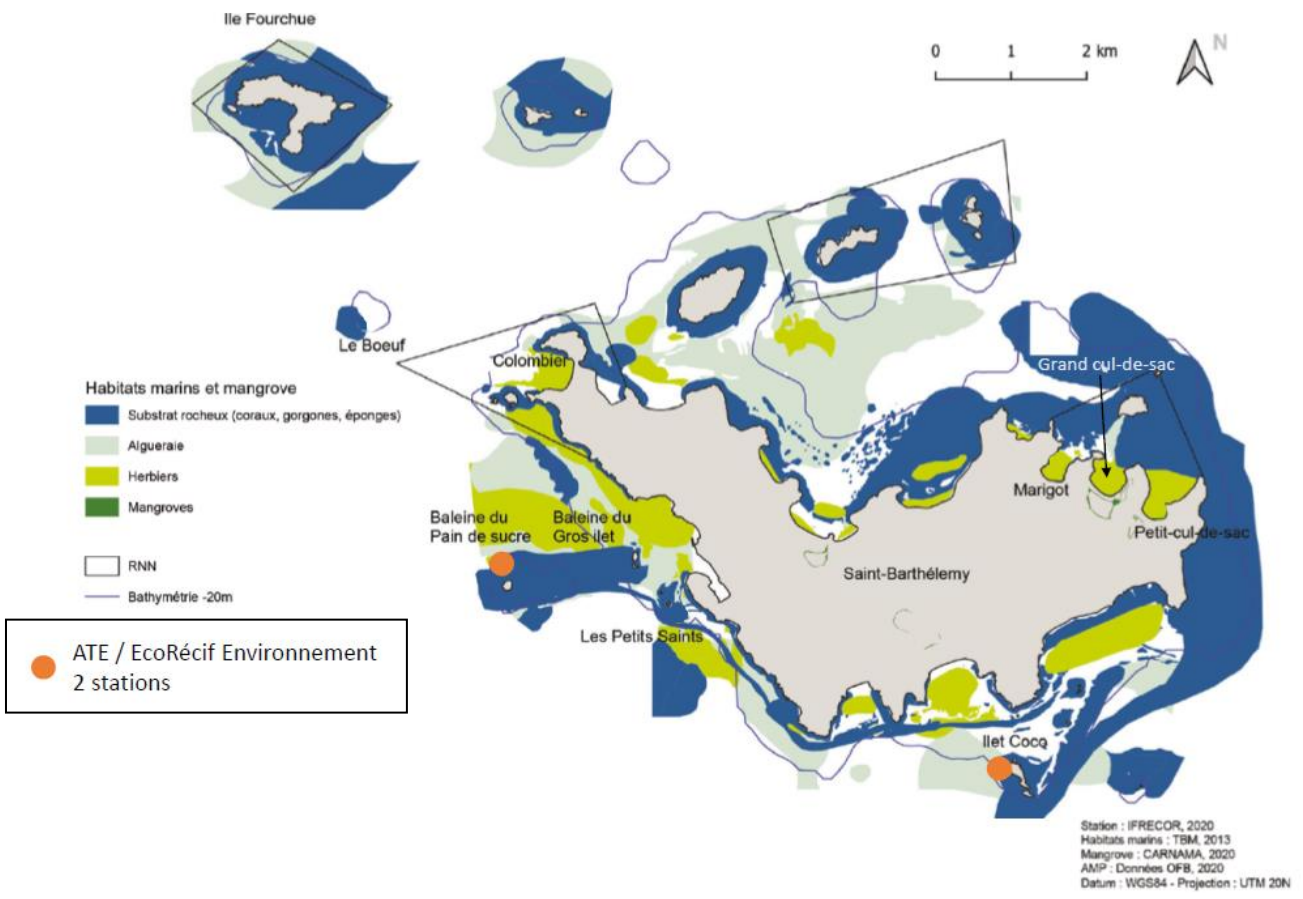 Ile Fourchue
0 1 2 km
N
Le Boeuf
Colombier
Grand cul-de-sac
Habitats marins et mangrove
Substrat rocheux (coraux, gorgones, éponges)
Algueraie
Herbiers
Mangroves
RNN
Bathymétrie -20m
Baleine du
Pain de sucre
Baleine du
Gros ilet
Marigot
Petit-cul-de-sac
Saint-Barthélemy
Les Petits Saints
ATE / EcoRécif Environnement
2 stations
Ilet Coco
Station : IFRECOR, 2020
Habitats marins : TBM, 2013
Mangrove : CARNAMA, 2020
AMP : Données OFB, 2020
Datum : WGS84 - Projection : UTM 20N